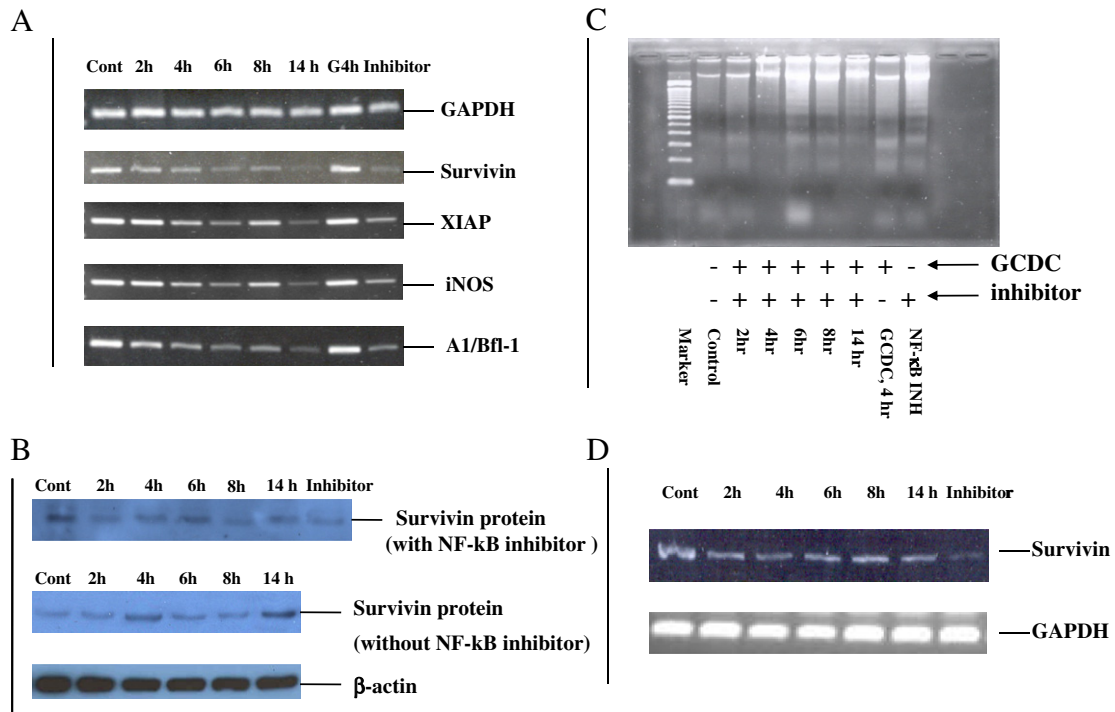 A
Cont 2h 4h 6h 8h 14 h G4h Inhibitor
GAPDH
Survivin
XIAP
iNOS
A1/Bfl-1
B
Cont 2h 4h 6h 8h 14 h Inhibitor
Survivin protein
(with NF-kB inhibitor )
Cont 2h 4h 6h 8h 14 h
Survivin protein
(without NF-kB inhibitor)
β-actin
C
- + + + + + + - GCDC
- + + + + + - + inhibitor
Marker
Control
2hr
4hr
6hr
8hr
14 hr
GCDC, 4 hr
NF-κB INH
D
Cont 2h 4h 6h 8h 14 h Inhibitor
Survivin
GAPDH